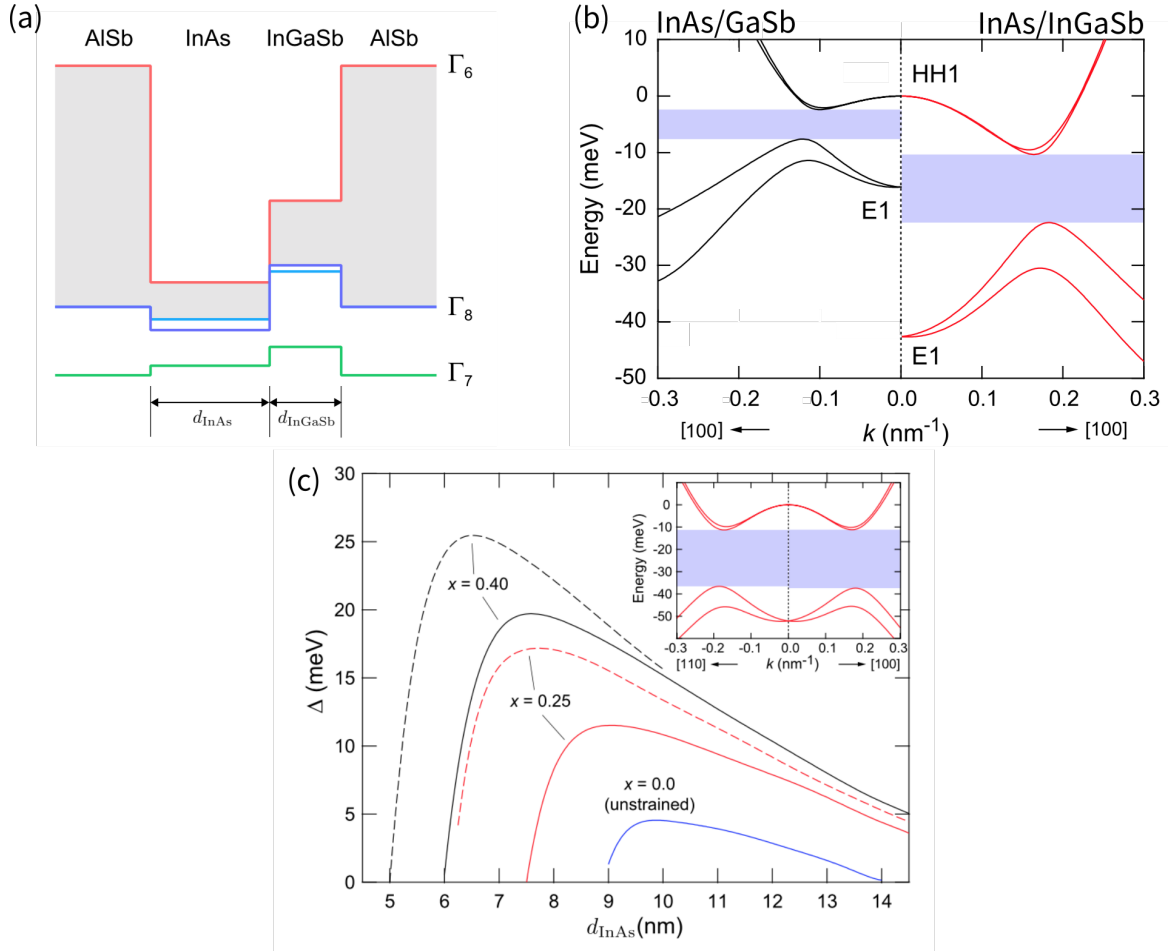 (a)
AlSb InAs InGaSb AlSb
Γ6
Γ8
Γ7
dInAs dInGaSb
(b)
InAs/GaSb InAs/InGaSb
10
0
-10
-20
-30
-40
-50
Energy (meV)
HH1
E1
E1
-0.3 -0.2 -0.1 0.0 0.1 0.2 0.3
[100] k (nm-1) [100]
(c)
30
25
20
15
10
5
0
Δ (meV)
x = 0.40
x = 0.25
x = 0.0
(unstrained)
5 6 7 8 9 10 11 12 13 14
dInAs(nm)
0
-10
-20
-30
-40
-50
Energy (meV)
-0.3 -0.2 -0.1 0.0 0.1 0.2 0.3
[110] k (nm-1) [100]